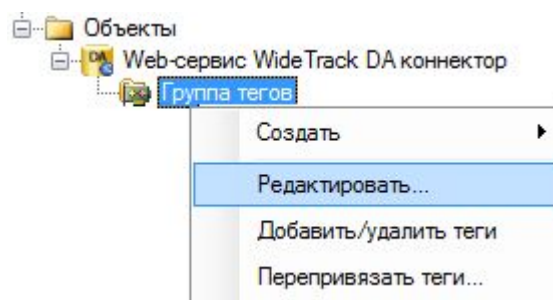 Объекты
Web-сервис WideTrack DA коннектор
Группа тегов
Создать
Редактировать...
Добавить/удалить теги
Перепривязать теги...